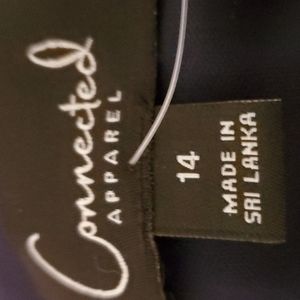 Connected
APPAREL
14
MADE IN
SRI LANKA